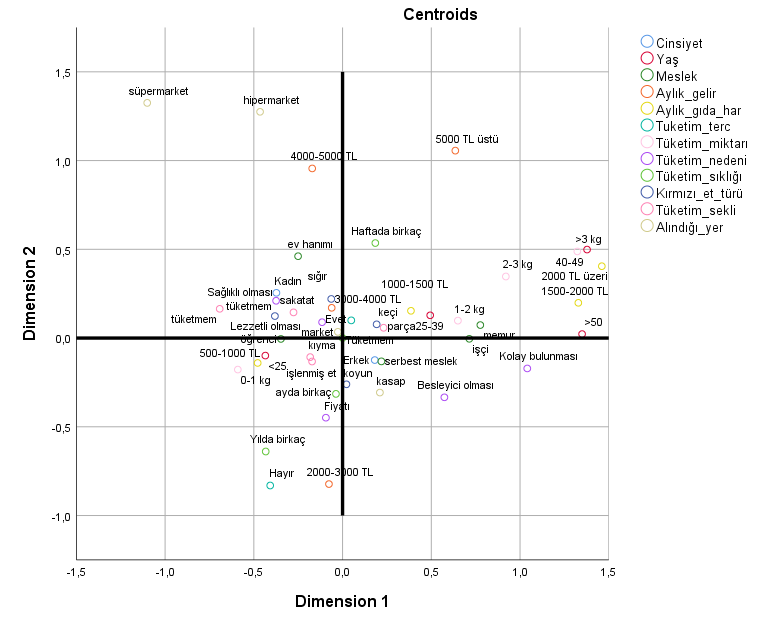 Centroids
Cinsiyet
Yaş
Meslek
Aylık_gelir
Aylık_gıda_har
Tuketim_terc
Tüketim_miktarı
Tüketim_nedeni
Tüketim_sıklığı
Kırmızı_et_türü
Tüketim_sekli
Alındığı_yer
Dimension 2
1,5
1,0
0,5
0,0
-0,5
-1,0
süpermarket
hipermarket
5000 TL üstü
4000-5000 TL
Haftada birkaç
ev hanımı
>3 kg
40-49
2-3 kg
2000 TL üzeri
sığır
Kadın
1000-1500 TL
1500-2000 TL
Sağlıklı olması
sakatat
3000-4000 TL
tüketmem
keçi
1-2 kg
tüketmem
Evet
>50
Lezzetli olması
market
parça
25-39
memur
öğrenci
Tüketmem
kıyma
işçi
500-1000 TL
Erkek
serbest meslek
Kolay bulunması
<25
işlenmiş et
koyun
0-1 kg
kasap
Besleyici olması
ayda birkaç
Fiyatı
Yılda birkaç
Hayır
2000-3000 TL
-1,5
-1,0
-0,5
0,0
0,5
1,0
1,5
Dimension 1